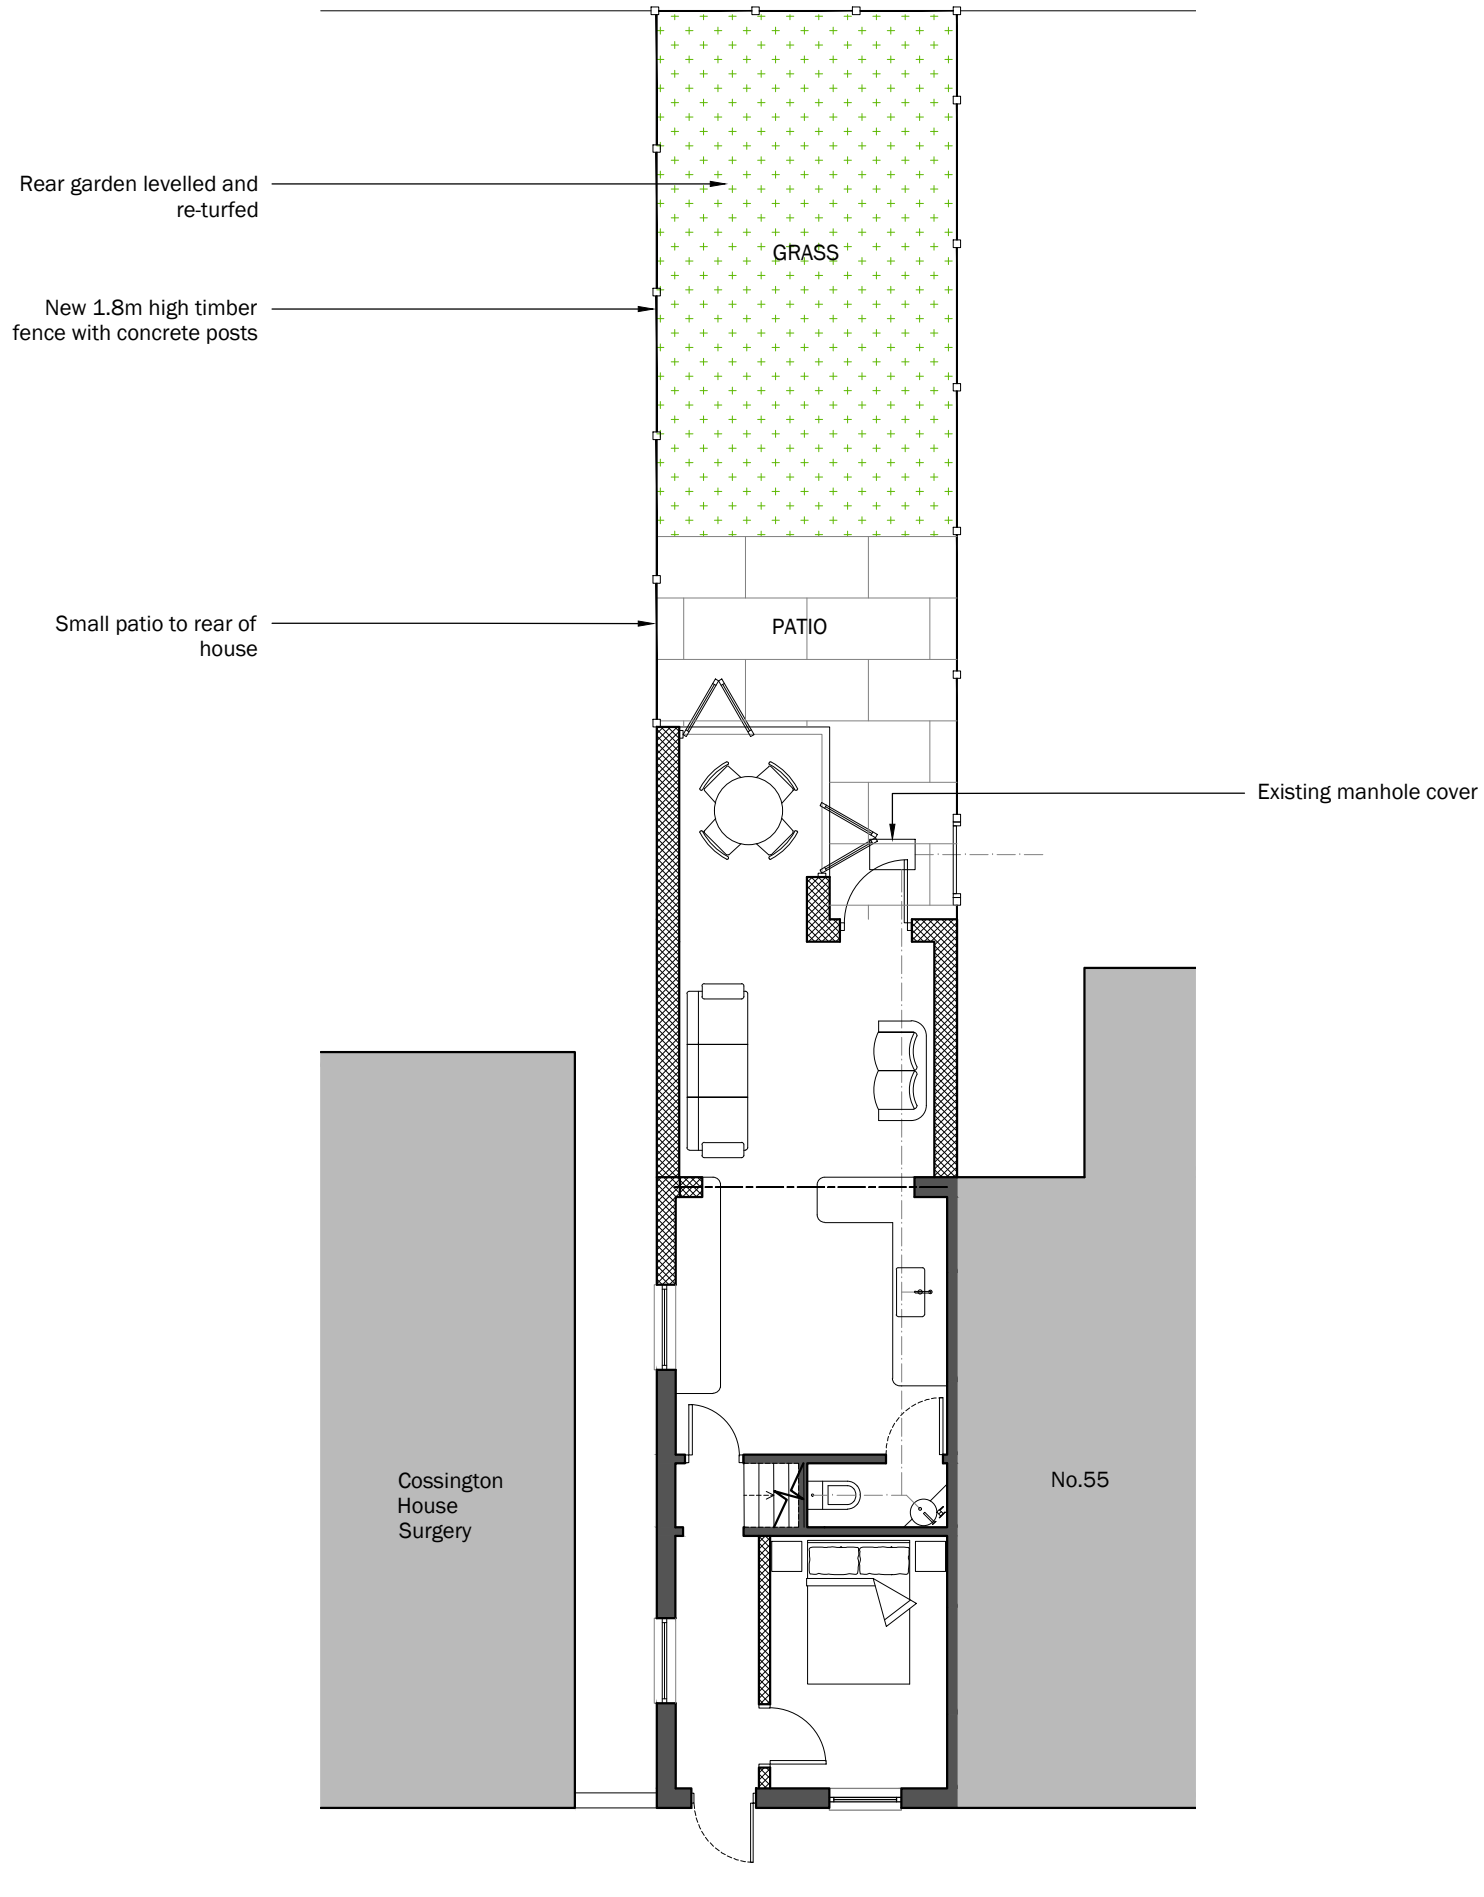 Rear garden levelled and
re-turfed
GRASS
New 1.8m high timber
fence with concrete posts
Small patio to rear of
house
PATIO
Existing manhole cover
Cossington
House
Surgery
No.55